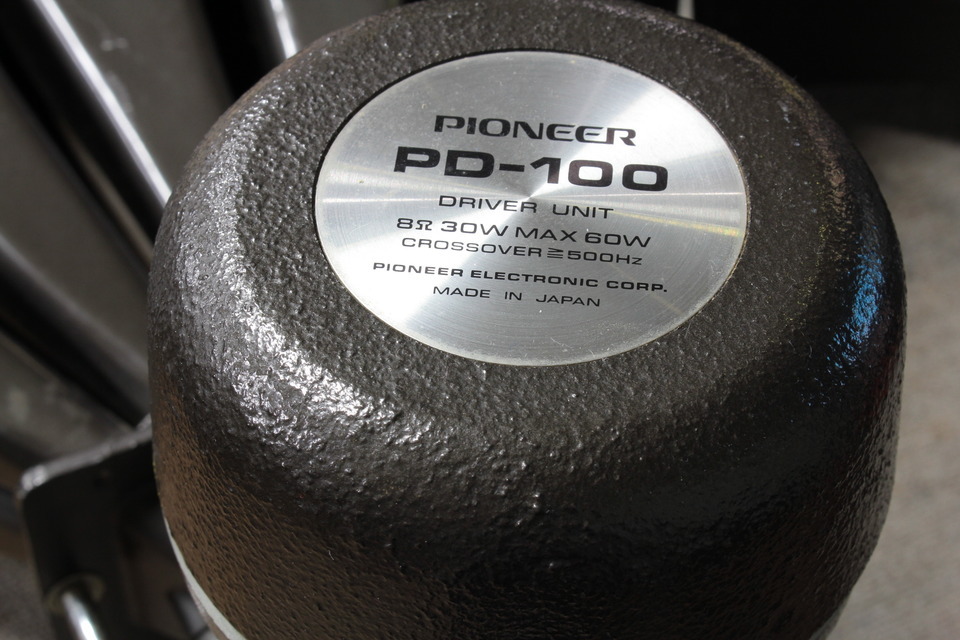 PIONEER
PD-100
DRIVER UNIT
8Ω 30W MAX 60W
CROSSOVER ≧ 500Hz
PIONEER ELECTRONIC CORP.
MADE IN JAPAN